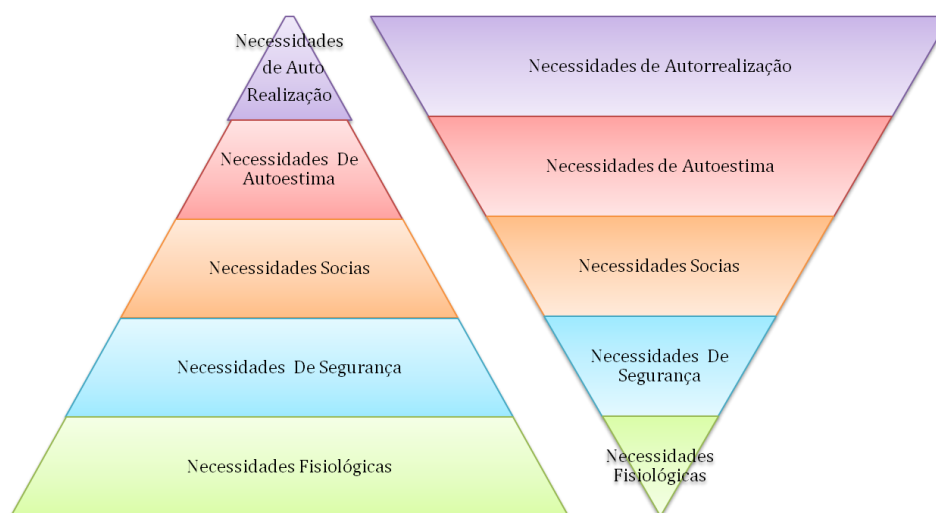 Necessidades
de Auto
Realização
Necessidades De
Autoestima
Necessidades Socias
Necessidades De Segurança
Necessidades Fisiológicas
Necessidades de Autorrealização
Necessidades de Autoestima
Necessidades Socias
Necessidades De
Segurança
Necessidades
Fisiológicas